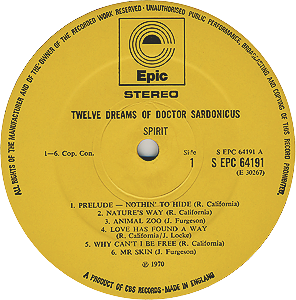 ALL RIGHTS OF THE MANUFACTURER AND OF THE OWNER OF THE RECORDED WORK RESERVED · UNAUTHORISED PUBLIC PERFORMANCE, BROADCASTING AND COPYING OF THIS RECORD PROHIBITED.
Epic
STEREO
TWELVE DREAMS OF DOCTOR SARDONICUS
SPIRIT
S EPC 64191 A
1—6. Cop. Con.
Side
1
S EPC 64191
(E 30267)
1. PRELUDE — NOTHIN' TO HIDE (R. California)
2. NATURE'S WAY (R. California)
3. ANIMAL ZOO (J. Furgeson)
4. LOVE HAS FOUND A WAY
(R. California/J. Locke)
5. WHY CAN'T I BE FREE (R. California)
6. MR SKIN (J. Furgeson)
℗ 1970
A PRODUCT OF CBS RECORDS · MADE IN ENGLAND